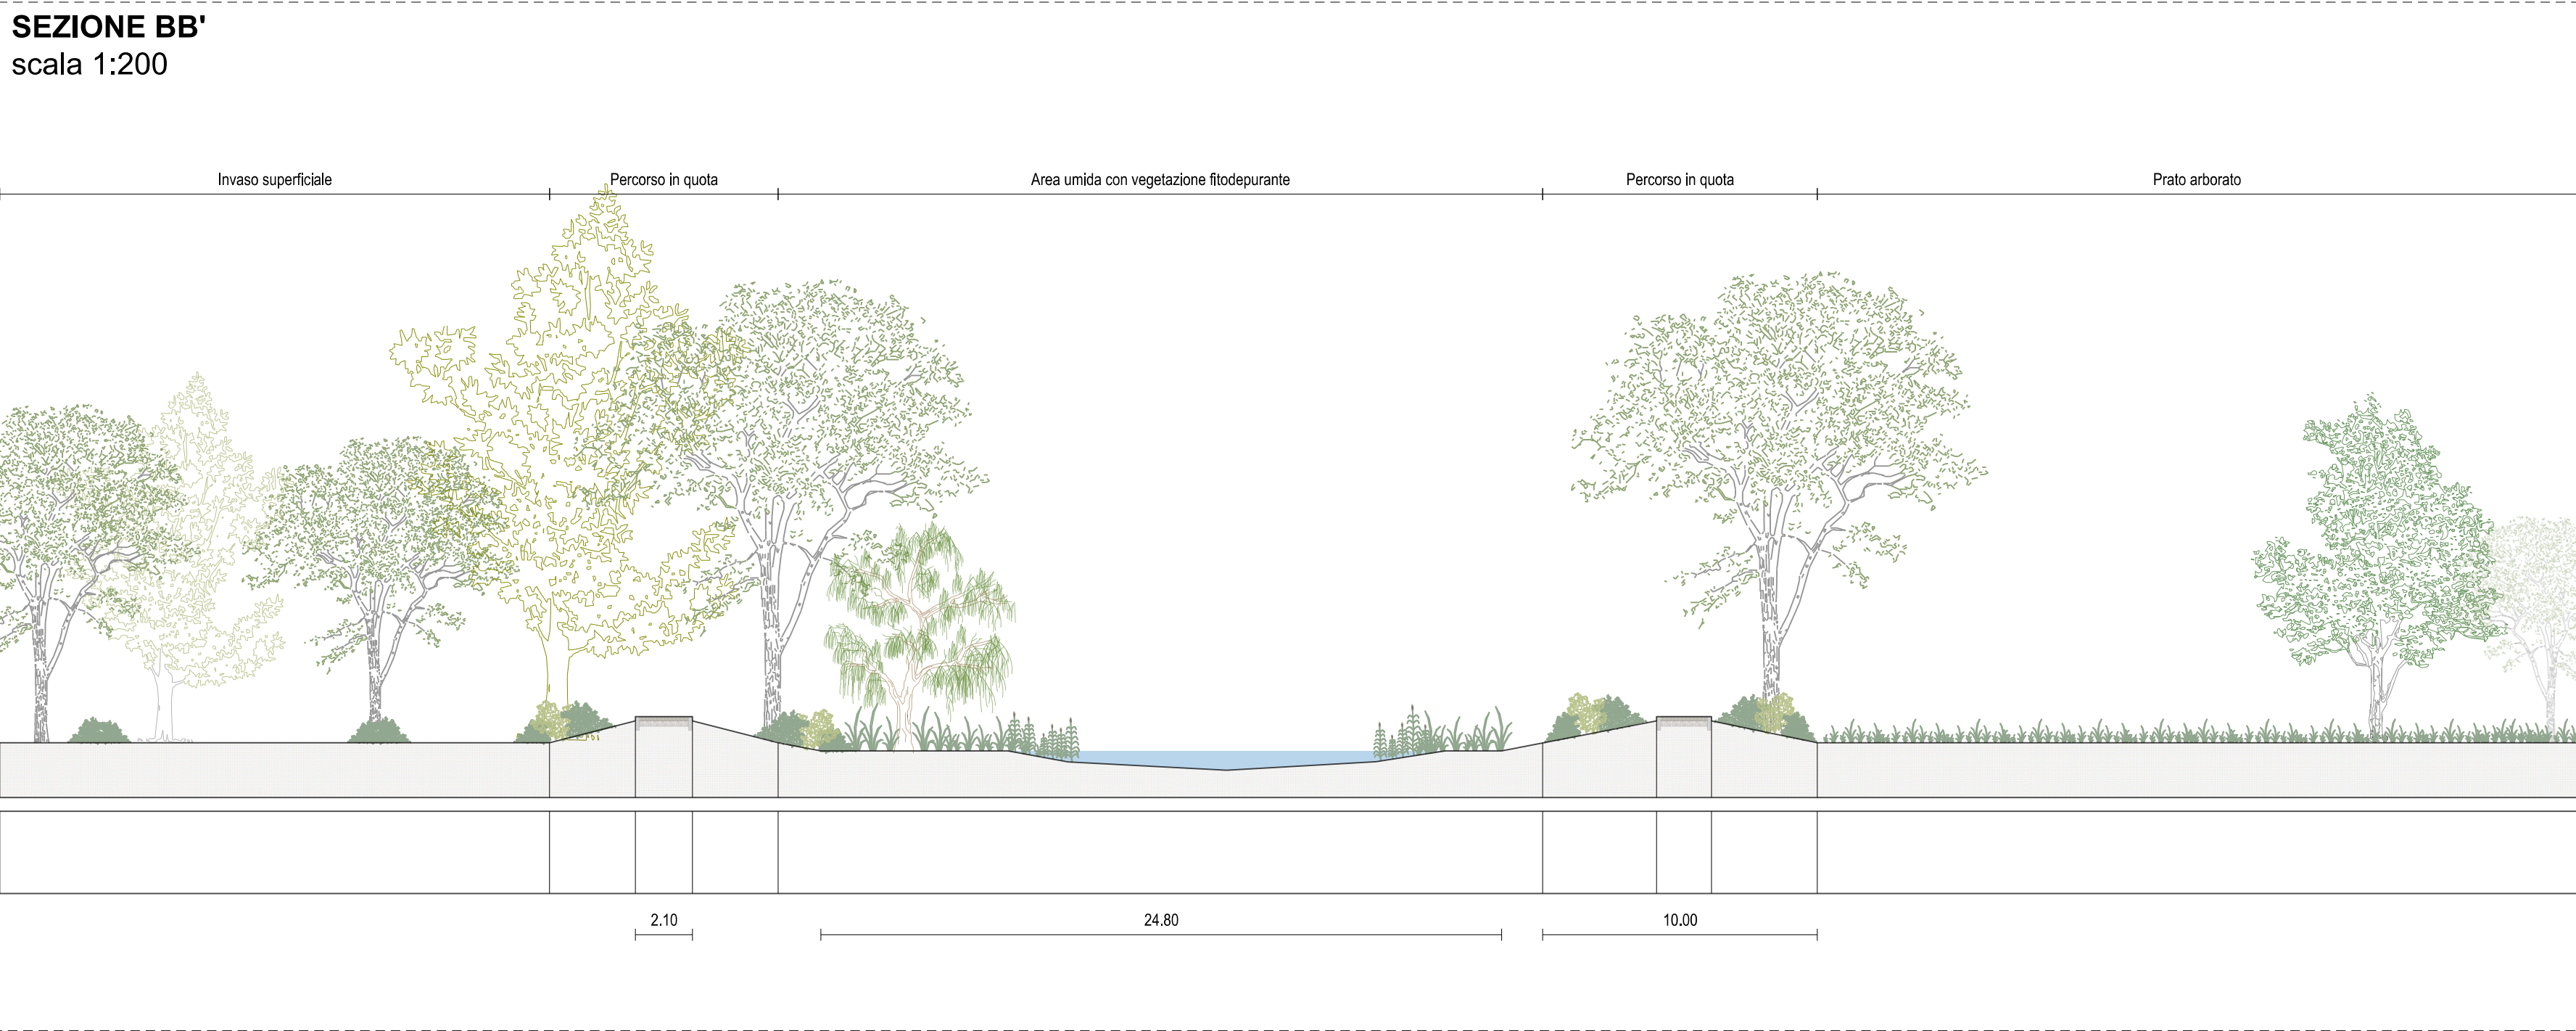 SEZIONE BB'
scala 1:200
Invaso superficiale
Percorso in quota
Area umida con vegetazione fitodepurante
Percorso in quota
Prato arborato
2.10
24.80
10.00